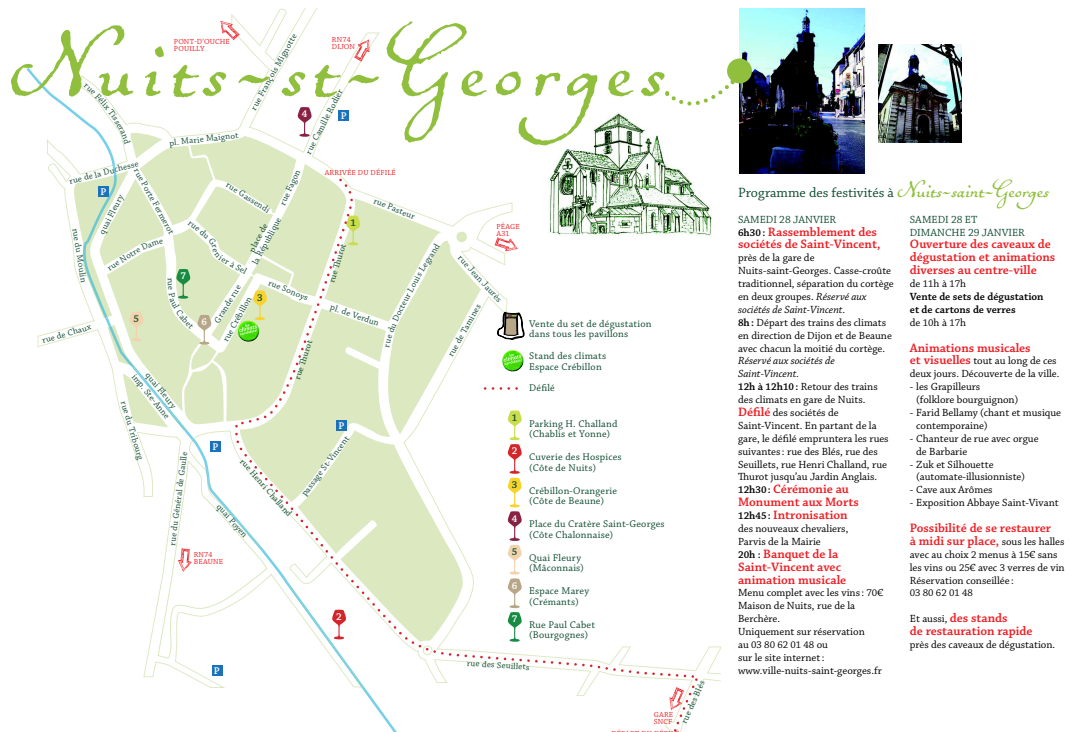 Nuits~st~Georges
PONT-D'OUCHE
POUILLY
RN74
DIJON
rue François Mignotte
rue Félix Tisserand
rue Camille Rodier
4
P
pl. Marie Maignot
rue de la Duchesse
P
rue Porte Fermerot
quai Fleury
rue Gassendi
rue Fagon
ARRIVÉE DU DÉFILÉ
rue Pasteur
1
PÉAGE
A31
rue du Moulin
rue Notre Dame
rue du Grenier à Sel
place de
la République
rue Thurot
rue du Docteur Louis Legrand
rue Jean Jaurès
7
rue Paul Cabet
Grande rue
rue Crébillon
3
rue Sonoys
pl. de Verdun
rue de Tamines
5
6
rue de Chaux
quai Fleury
imp. Ste-Anne
rue Thurot
rue du Tribourg
P
P
passage St-Vincent
rue Henri Challand
rue du Général de Gaulle
quai Poyen
RN74
BEAUNE
2
P
rue des Seuillets
rue des Blés
GARE
SNCF
Vente du set de dégustation
dans tous les pavillons
Stand des climats
Espace Crébillon
Défilé
1
Parking H. Challand
(Chablis et Yonne)
2
Cuverie des Hospices
(Côte de Nuits)
3
Crébillon-Orangerie
(Côte de Beaune)
4
Place du Cratère Saint-Georges
(Côte Chalonnaise)
5
Quai Fleury
(Mâconnais)
6
Espace Marey
(Crémants)
7
Rue Paul Cabet
(Bourgognes)
Programme des festivités à Nuits~saint~Georges
SAMEDI 28 JANVIER
6h30 : Rassemblement des
sociétés de Saint-Vincent,
près de la gare de
Nuits-saint-Georges. Casse-croûte
traditionnel, séparation du cortège
en deux groupes. Réservé aux
sociétés de Saint-Vincent.
8h : Départ des trains des climats
en direction de Dijon et de Beaune
avec chacun la moitié du cortège.
Réservé aux sociétés de
Saint-Vincent.
12h à 12h10 : Retour des trains
des climats en gare de Nuits.
Défilé des sociétés de
Saint-Vincent. En partant de la
gare, le défilé empruntera les rues
suivantes : rue des Blés, rue des
Seuillets, rue Henri Challand, rue
Thurot jusqu'au Jardin Anglais.
12h30 : Cérémonie au
Monument aux Morts
12h45 : Intronisation
des nouveaux chevaliers,
Parvis de la Mairie
20h : Banquet de la
Saint-Vincent avec
animation musicale
Menu complet avec les vins : 70€
Maison de Nuits, rue de la
Berchère.
Uniquement sur réservation
au 03 80 62 01 48 ou
sur le site internet :
www.ville-nuits-saint-georges.fr
SAMEDI 28 ET
DIMANCHE 29 JANVIER
Ouverture des caveaux de
dégustation et animations
diverses au centre-ville
de 11h à 17h
Vente de sets de dégustation
et de cartons de verres
de 10h à 17h
Animations musicales
et visuelles tout au long de ces
deux jours. Découverte de la ville.
- les Grapilleurs
(folklore bourguignon)
- Farid Bellamy (chant et musique
contemporaine)
- Chanteur de rue avec orgue
de Barbarie
- Zuk et Silhouette
(automate-illusionniste)
- Cave aux Arômes
- Exposition Abbaye Saint-Vivant
Possibilité de se restaurer
à midi sur place, sous les halles
avec au choix 2 menus à 15€ sans
les vins ou 25€ avec 3 verres de vin
Réservation conseillée :
03 80 62 01 48
Et aussi, des stands
de restauration rapide
près des caveaux de dégustation.